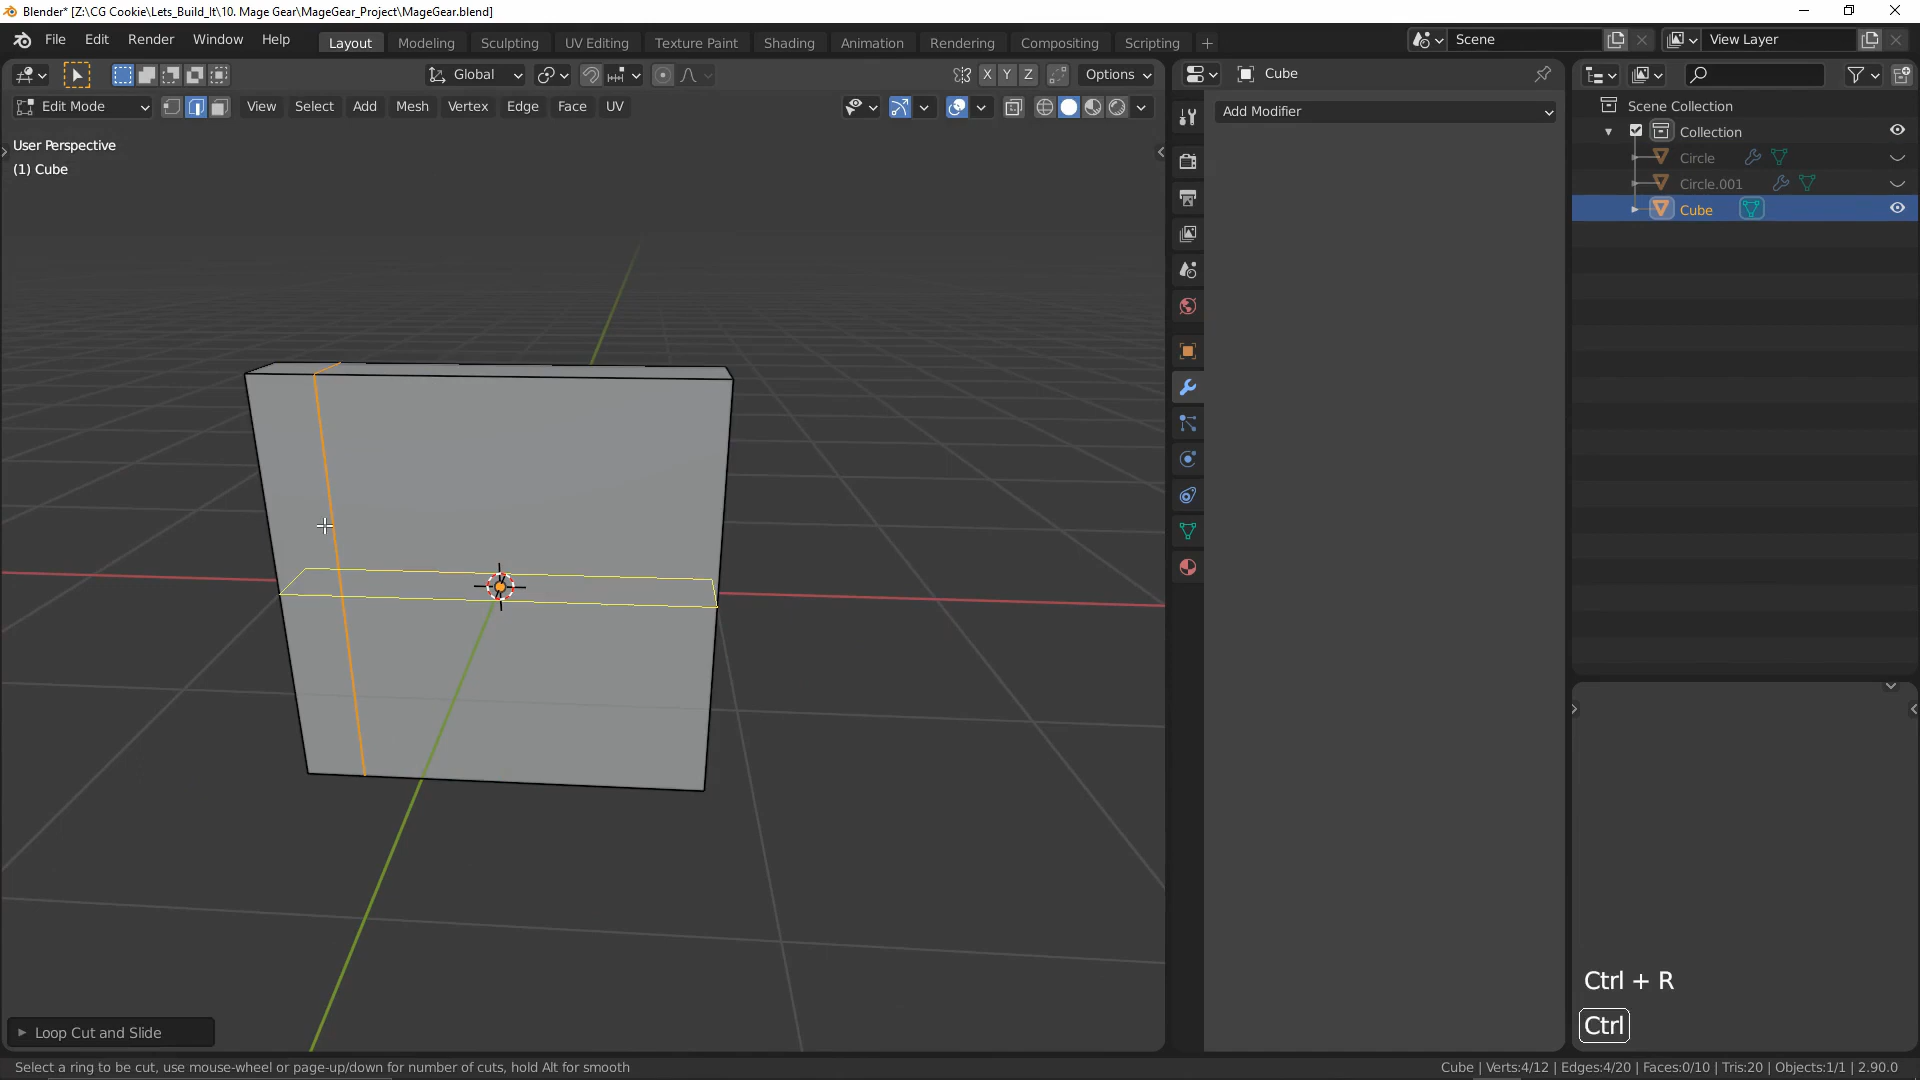 Blender* [Z:\CG Cookie\Lets_Build_It\10. Mage Gear\MageGear_Project\MageGear.blend]
File Edit Render Window Help Layout Modeling Sculpting UV Editing Texture Paint Shading Animation Rendering Compositing Scripting + Scene View Layer
Global X Y Z Options Cube
Edit Mode View Select Add Mesh Vertex Edge Face UV Add Modifier
Scene Collection
Collection
Circle
Circle.001
Cube
User Perspective
(1) Cube
Ctrl + R
Ctrl
Loop Cut and Slide
Select a ring to be cut, use mouse-wheel or page-up/down for number of cuts, hold Alt for smooth
Cube | Verts:4/12 | Edges:4/20 | Faces:0/10 | Tris:20 | Objects:1/1 | 2.90.0